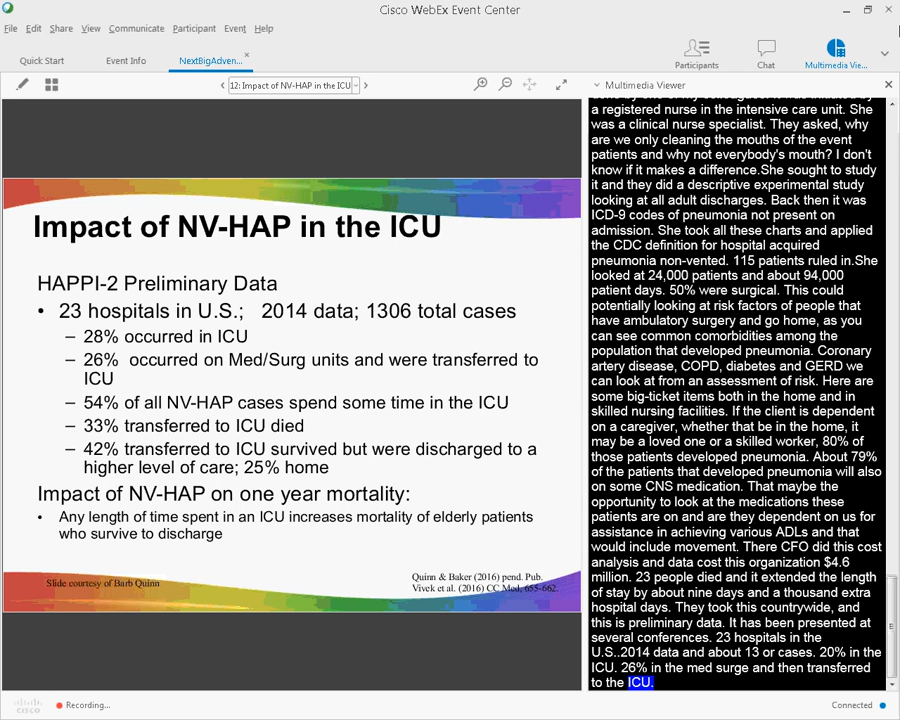 Cisco WebEx Event Center
File Edit Share View Communicate Participant Event Help
Quick Start
Event Info
NextBigAdven...
Participants
Chat
Multimedia Vie...
12: Impact of NV-HAP in the ICU
Multimedia Viewer
Impact of NV-HAP in the ICU
HAPPI-2 Preliminary Data
• 23 hospitals in U.S.; 2014 data; 1306 total cases
– 28% occurred in ICU
– 26% occurred on Med/Surg units and were transferred to
ICU
– 54% of all NV-HAP cases spend some time in the ICU
– 33% transferred to ICU died
– 42% transferred to ICU survived but were discharged to a
higher level of care; 25% home
Impact of NV-HAP on one year mortality:
• Any length of time spent in an ICU increases mortality of elderly patients
who survive to discharge
Slide courtesy of Barb Quinn
Quinn & Baker (2016) pend. Pub.
Vivek et al. (2016) CC Med, 655-662.
a registered nurse in the intensive care unit. She
was a clinical nurse specialist. They asked, why
are we only cleaning the mouths of the event
patients and why not everybody's mouth? I don't
know if it makes a difference.She sought to study
it and they did a descriptive experimental study
looking at all adult discharges. Back then it was
ICD-9 codes of pneumonia not present on
admission. She took all these charts and applied
the CDC definition for hospital acquired
pneumonia non-vented. 115 patients ruled in.She
looked at 24,000 patients and about 94,000
patient days. 50% were surgical. This could
potentially looking at risk factors of people that
have ambulatory surgery and go home, as you
can see common comorbidities among the
population that developed pneumonia. Coronary
artery disease, COPD, diabetes and GERD we
can look at from an assessment of risk. Here are
some big-ticket items both in the home and in
skilled nursing facilities. If the client is dependent
on a caregiver, whether that be in the home, it
may be a loved one or a skilled worker, 80% of
those patients developed pneumonia. About 79%
of the patients that developed pneumonia will also
on some CNS medication. That maybe the
opportunity to look at the medications these
patients are on and are they dependent on us for
assistance in achieving various ADLs and that
would include movement. There CFO did this cost
analysis and data cost this organization $4.6
million. 23 people died and it extended the length
of stay by about nine days and a thousand extra
hospital days. They took this countrywide, and
this is preliminary data. It has been presented at
several conferences. 23 hospitals in the
U.S..2014 data and about 13 or cases. 20% in the
ICU. 26% in the med surge and then transferred
to the ICU.
cisco
Recording...
Connected